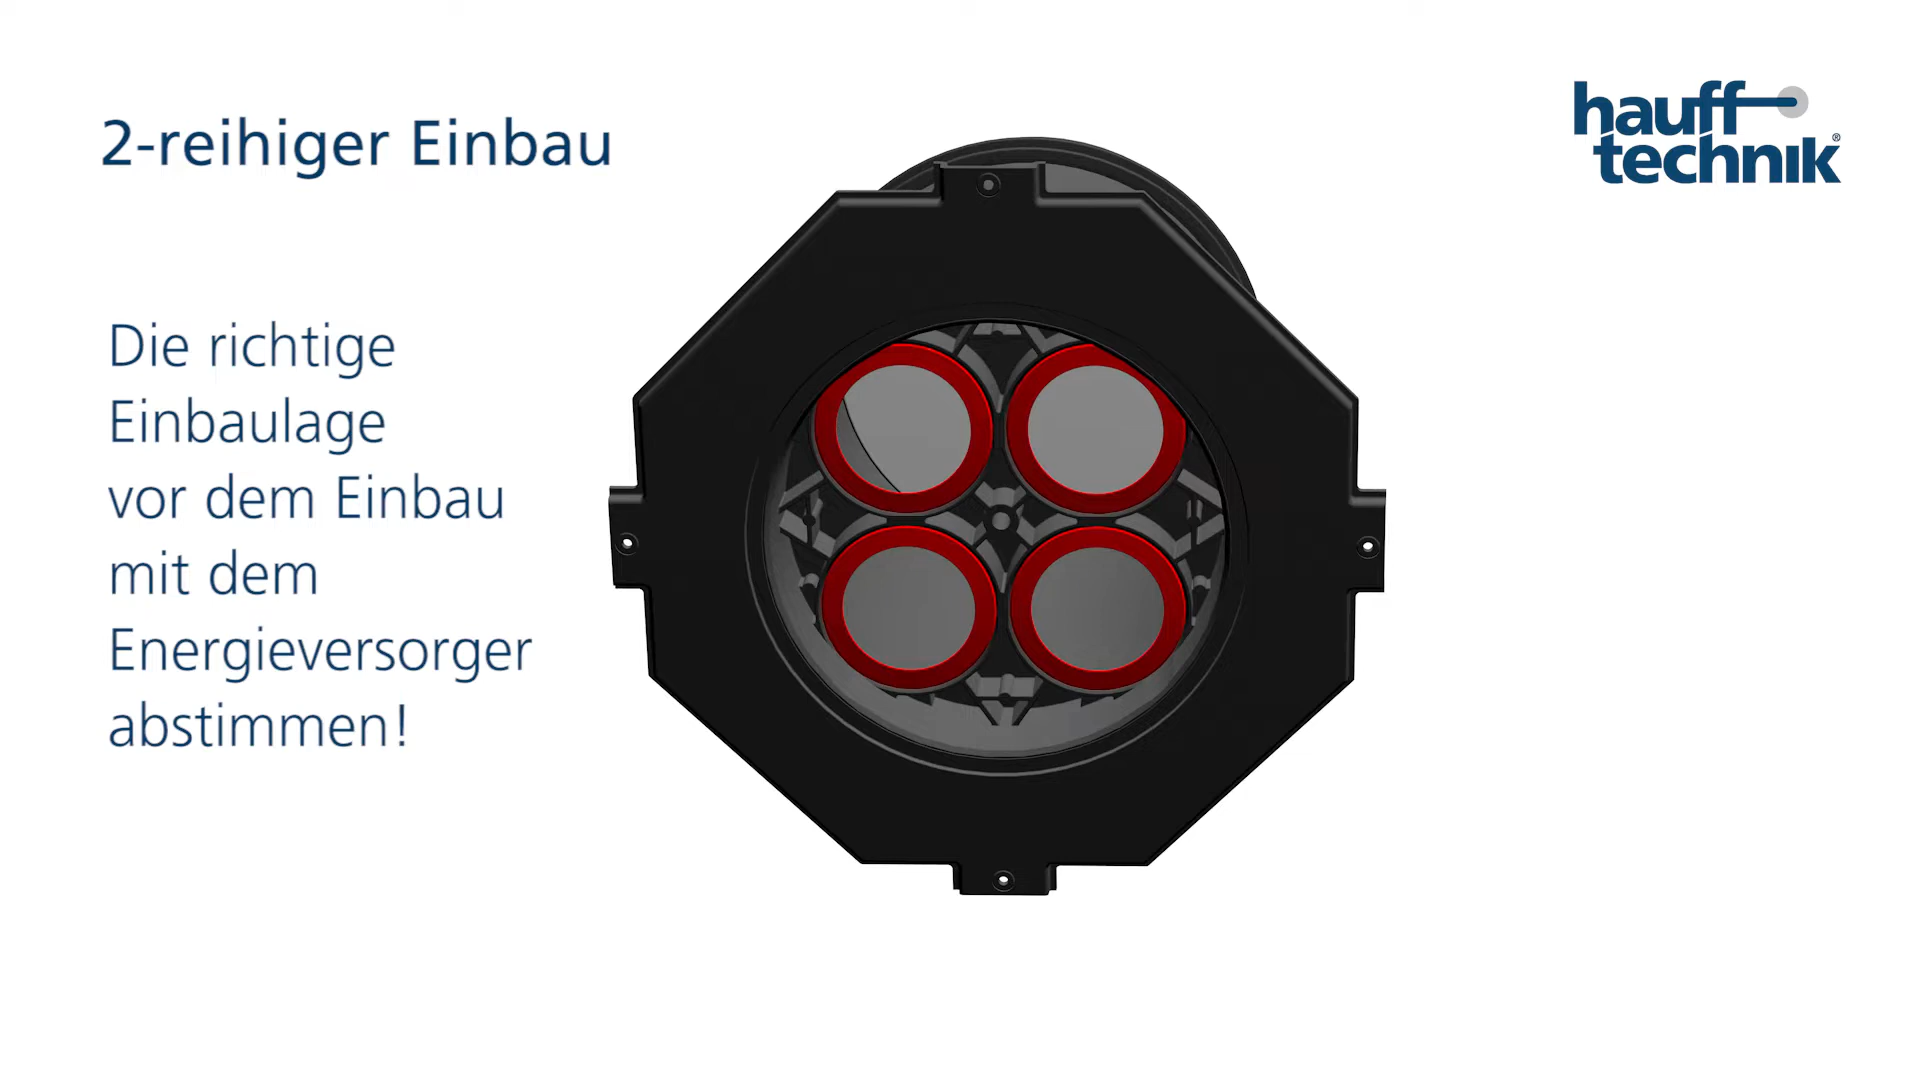 2-reihiger Einbau
hauff
technik®
Die richtige
Einbaulage
vor dem Einbau
mit dem
Energieversorger
abstimmen!